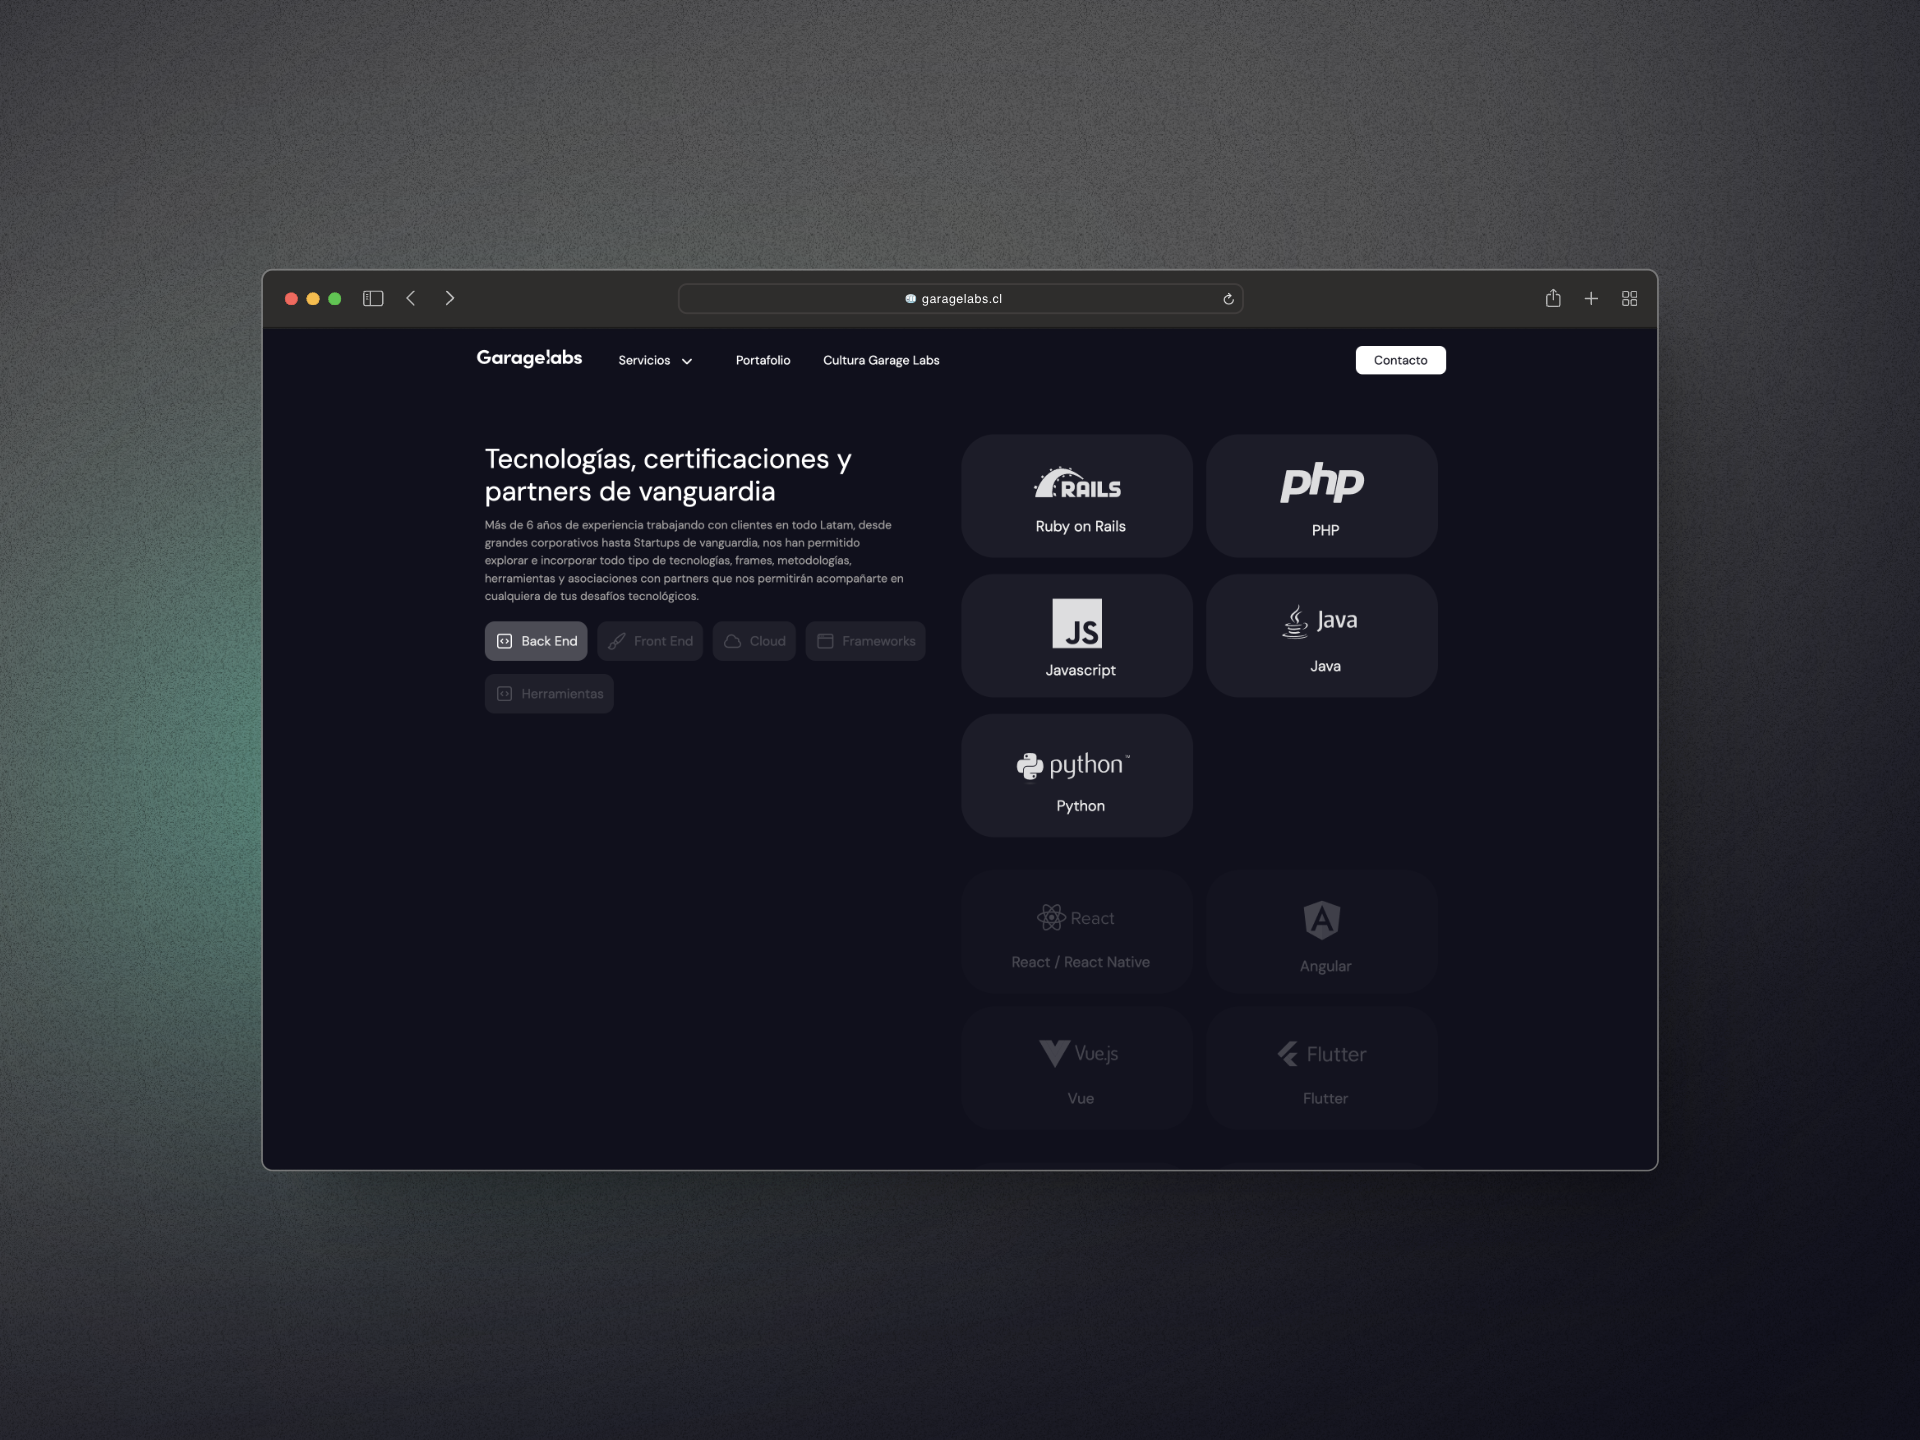 garagelabs.cl
Garagelabs
Servicios
Portafolio
Cultura Garage Labs
Contacto
Tecnologías, certificaciones y
partners de vanguardia
Más de 6 años de experiencia trabajando con clientes en todo Latam, desde
grandes corporativos hasta Startups de vanguardia, nos han permitido
explorar e incorporar todo tipo de tecnologías, frames, metodologías,
herramientas y asociaciones con partners que nos permitirán acompañarte en
cualquiera de tus desafíos tecnológicos.
Back End
Front End
Cloud
Frameworks
Herramientas
RAILS
Ruby on Rails
php
PHP
JS
Javascript
Java
Java
python™
Python
React
React / React Native
A
Angular
Vue.js
Vue
Flutter
Flutter